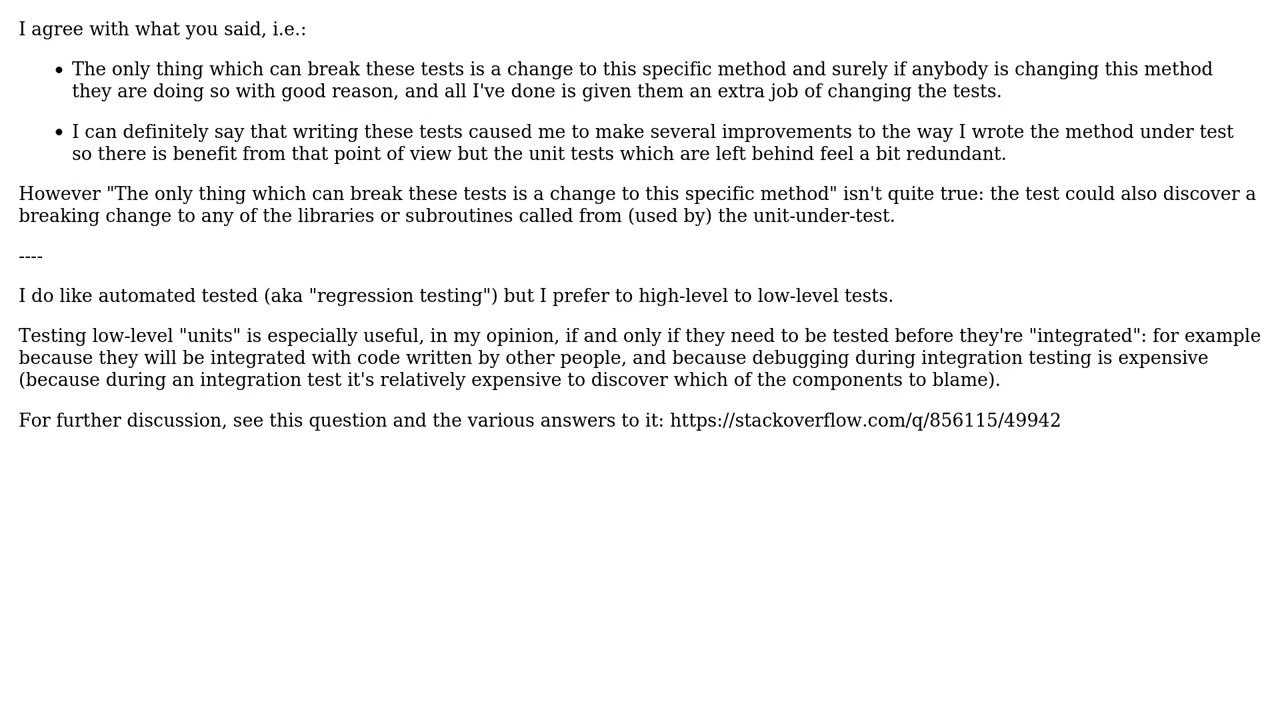 I agree with what you said, i.e.:
• The only thing which can break these tests is a change to this specific method and surely if anybody is changing this method
they are doing so with good reason, and all I've done is given them an extra job of changing the tests.
• I can definitely say that writing these tests caused me to make several improvements to the way I wrote the method under test
so there is benefit from that point of view but the unit tests which are left behind feel a bit redundant.
However "The only thing which can break these tests is a change to this specific method" isn't quite true: the test could also discover a
breaking change to any of the libraries or subroutines called from (used by) the unit-under-test.
----
I do like automated tested (aka "regression testing") but I prefer to high-level to low-level tests.
Testing low-level "units" is especially useful, in my opinion, if and only if they need to be tested before they're "integrated": for example
because they will be integrated with code written by other people, and because debugging during integration testing is expensive
(because during an integration test it's relatively expensive to discover which of the components to blame).
For further discussion, see this question and the various answers to it: https://stackoverflow.com/q/856115/49942